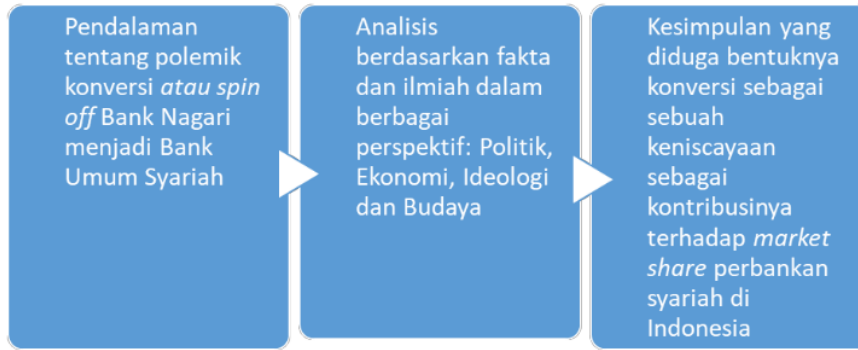 Pendalaman
tentang polemik
konversi atau spin
off Bank Nagari
menjadi Bank
Umum Syariah
Analisis
berdasarkan fakta
dan ilmiah dalam
berbagai
perspektif: Politik,
Ekonomi, Ideologi
dan Budaya
Kesimpulan yang
diduga bentuknya
konversi sebagai
sebuah
keniscayaan
sebagai
kontribusinya
terhadap market
share perbankan
syariah di
Indonesia